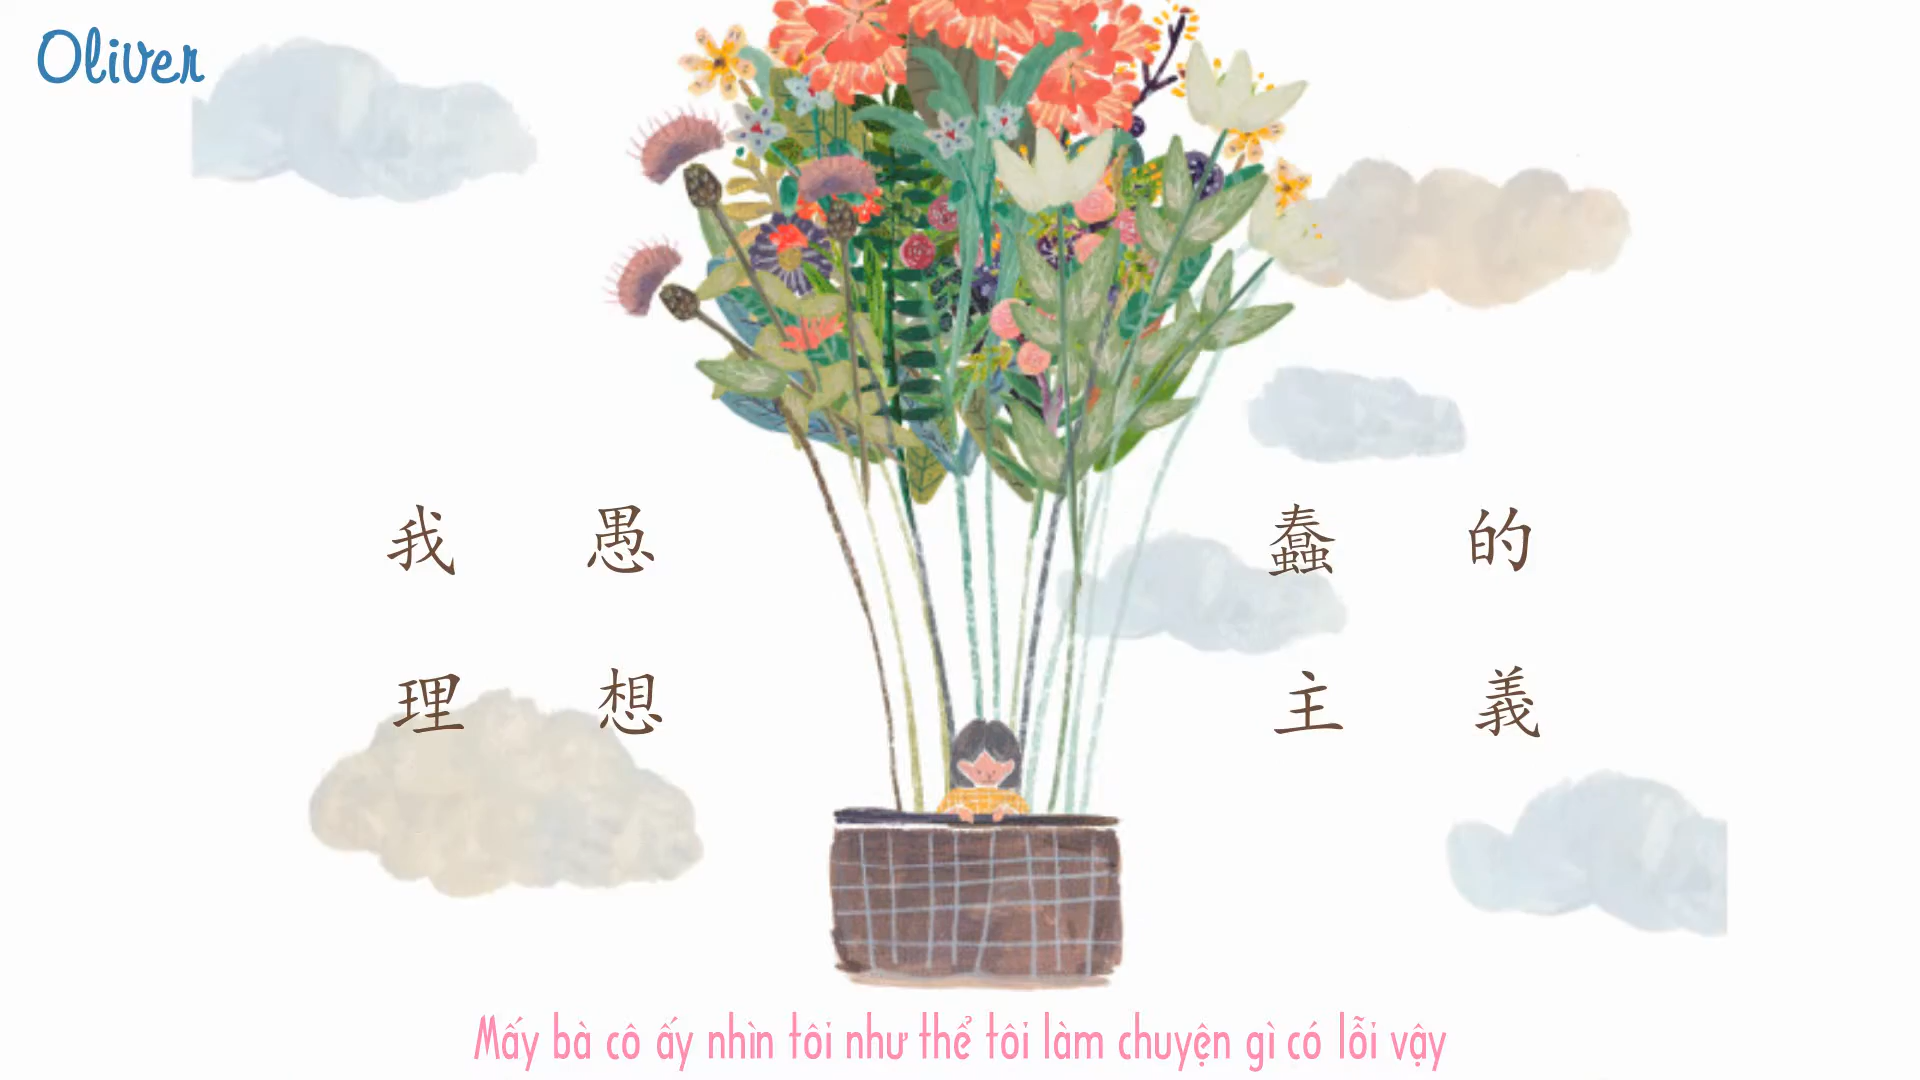 Oliver
我愚蠢的
理想主義
Mấy bà cô ấy nhìn tôi như thể tôi làm chuyện gì có lỗi vậy